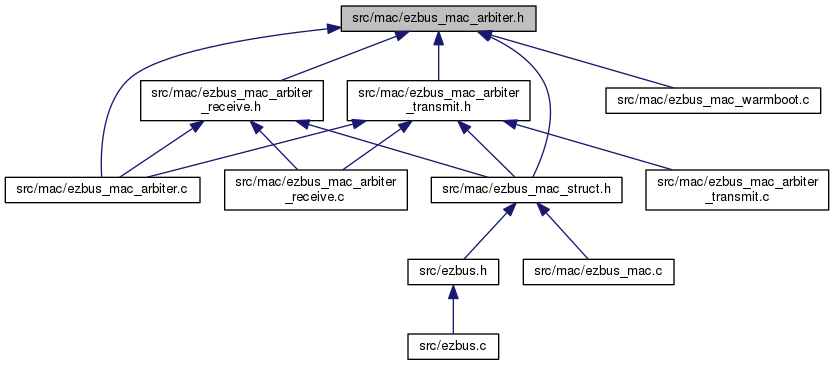 src/mac/ezbus_mac_arbiter.h
src/mac/ezbus_mac_arbiter
_receive.h
src/mac/ezbus_mac_arbiter
_transmit.h
src/mac/ezbus_mac_warmboot.c
src/mac/ezbus_mac_arbiter.c
src/mac/ezbus_mac_arbiter
_receive.c
src/mac/ezbus_mac_struct.h
src/mac/ezbus_mac_arbiter
_transmit.c
src/ezbus.h
src/mac/ezbus_mac.c
src/ezbus.c